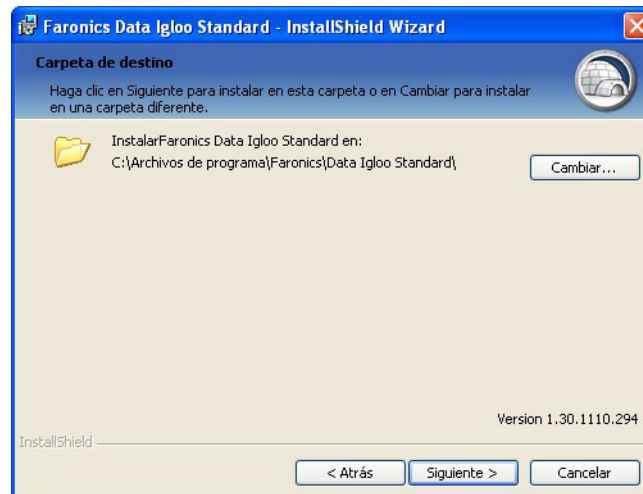 Faronics Data Igloo Standard - InstallShield Wizard
Carpeta de destino
Haga clic en Siguiente para instalar en esta carpeta o en Cambiar para instalar
en una carpeta diferente.
InstalarFaronics Data Igloo Standard en:
C:\Archivos de programa\Faronics\Data Igloo Standard\
Cambiar...
Version 1.30.1110.294
InstallShield
< Atrás
Siguiente >
Cancelar